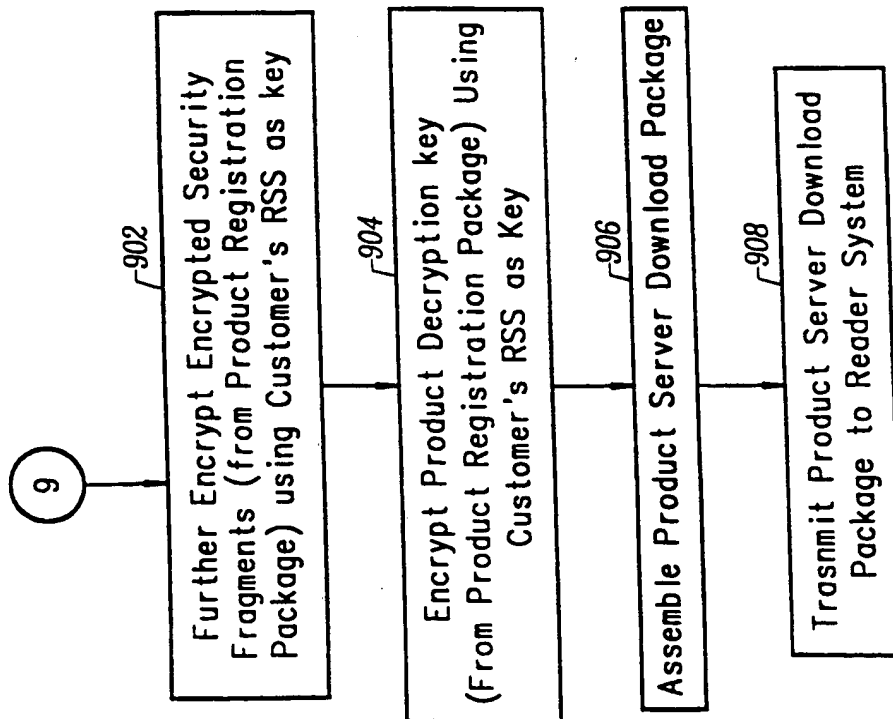 9
902
Further Encrypt Encrypted Security
Fragments (from Product Registration
Package) using Customer's RSS as key
904
Encrypt Product Decryption key
(From Product Registration Package) Using
Customer's RSS as Key
906
Assemble Product Server Download Package
908
Trasnmit Product Server Download
Package to Reader System